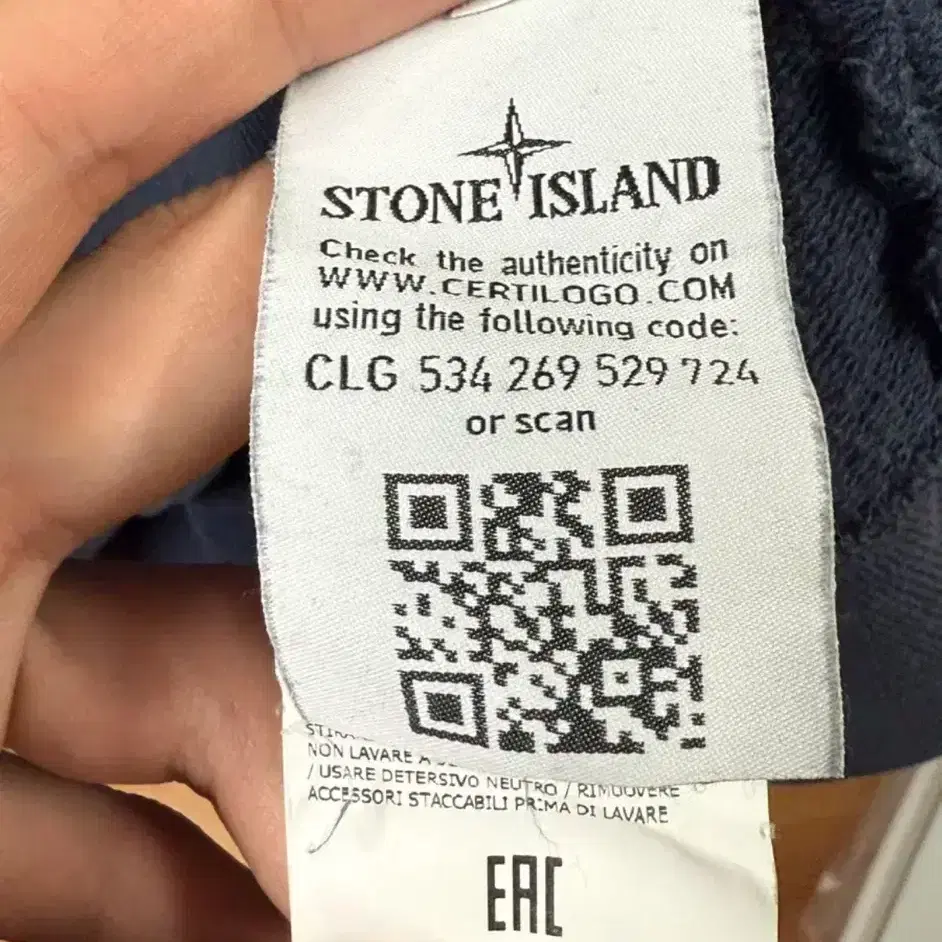 STONE ISLAND
Check the authenticity on
WWW.CERTILOGO.COM
using the following code:
CLG 534 269 529 724
or scan
NON LAVARE A
/ USARE DETERSIVO NEUTRO / RIMUOVERE
ACCESSORI STACCABILI PRIMA DI LAVARE
EAC